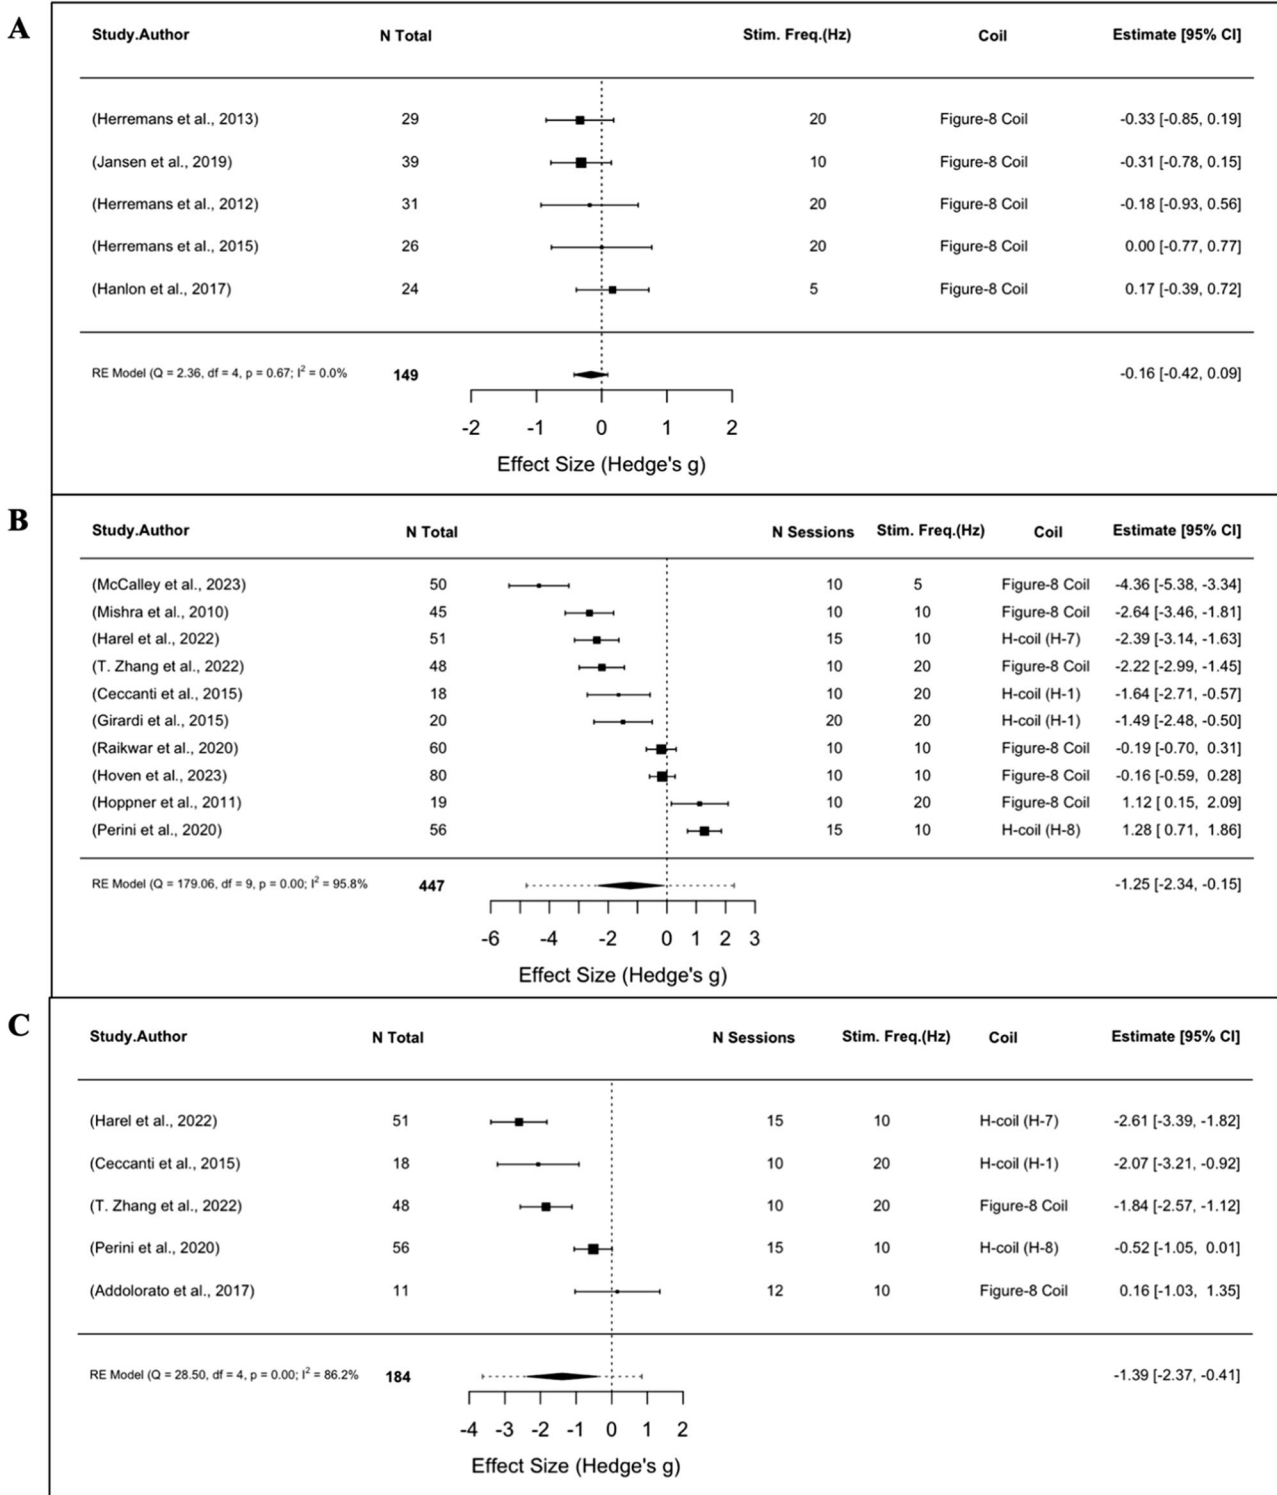 A
Study.Author N Total Stim. Freq.(Hz) Coil Estimate [95% CI]
(Herremans et al., 2013) 29 20 Figure-8 Coil -0.33 [-0.85, 0.19]
(Jansen et al., 2019) 39 10 Figure-8 Coil -0.31 [-0.78, 0.15]
(Herremans et al., 2012) 31 20 Figure-8 Coil -0.18 [-0.93, 0.56]
(Herremans et al., 2015) 26 20 Figure-8 Coil 0.00 [-0.77, 0.77]
(Hanlon et al., 2017) 24 5 Figure-8 Coil 0.17 [-0.39, 0.72]
RE Model (Q = 2.36, df = 4, p = 0.67; I2 = 0.0% 149 -0.16 [-0.42, 0.09]
-2 -1 0 1 2
Effect Size (Hedge's g)
B
Study.Author N Total N Sessions Stim. Freq.(Hz) Coil Estimate [95% CI]
(McCalley et al., 2023) 50 10 5 Figure-8 Coil -4.36 [-5.38, -3.34]
(Mishra et al., 2010) 45 10 10 Figure-8 Coil -2.64 [-3.46, -1.81]
(Harel et al., 2022) 51 15 10 H-coil (H-7) -2.39 [-3.14, -1.63]
(T. Zhang et al., 2022) 48 10 20 Figure-8 Coil -2.22 [-2.99, -1.45]
(Ceccanti et al., 2015) 18 10 20 H-coil (H-1) -1.64 [-2.71, -0.57]
(Girardi et al., 2015) 20 20 20 H-coil (H-1) -1.49 [-2.48, -0.50]
(Raikwar et al., 2020) 60 10 10 Figure-8 Coil -0.19 [-0.70, 0.31]
(Hoven et al., 2023) 80 10 10 Figure-8 Coil -0.16 [-0.59, 0.28]
(Hoppner et al., 2011) 19 10 20 Figure-8 Coil 1.12 [ 0.15, 2.09]
(Perini et al., 2020) 56 15 10 H-coil (H-8) 1.28 [ 0.71, 1.86]
RE Model (Q = 179.06, df = 9, p = 0.00; I2 = 95.8% 447 -1.25 [-2.34, -0.15]
-6 -4 -2 0 1 2 3
Effect Size (Hedge's g)
C
Study.Author N Total N Sessions Stim. Freq.(Hz) Coil Estimate [95% CI]
(Harel et al., 2022) 51 15 10 H-coil (H-7) -2.61 [-3.39, -1.82]
(Ceccanti et al., 2015) 18 10 20 H-coil (H-1) -2.07 [-3.21, -0.92]
(T. Zhang et al., 2022) 48 10 20 Figure-8 Coil -1.84 [-2.57, -1.12]
(Perini et al., 2020) 56 15 10 H-coil (H-8) -0.52 [-1.05, 0.01]
(Addolorato et al., 2017) 11 12 10 Figure-8 Coil 0.16 [-1.03, 1.35]
RE Model (Q = 28.50, df = 4, p = 0.00; I2 = 86.2% 184 -1.39 [-2.37, -0.41]
-4 -3 -2 -1 0 1 2
Effect Size (Hedge's g)